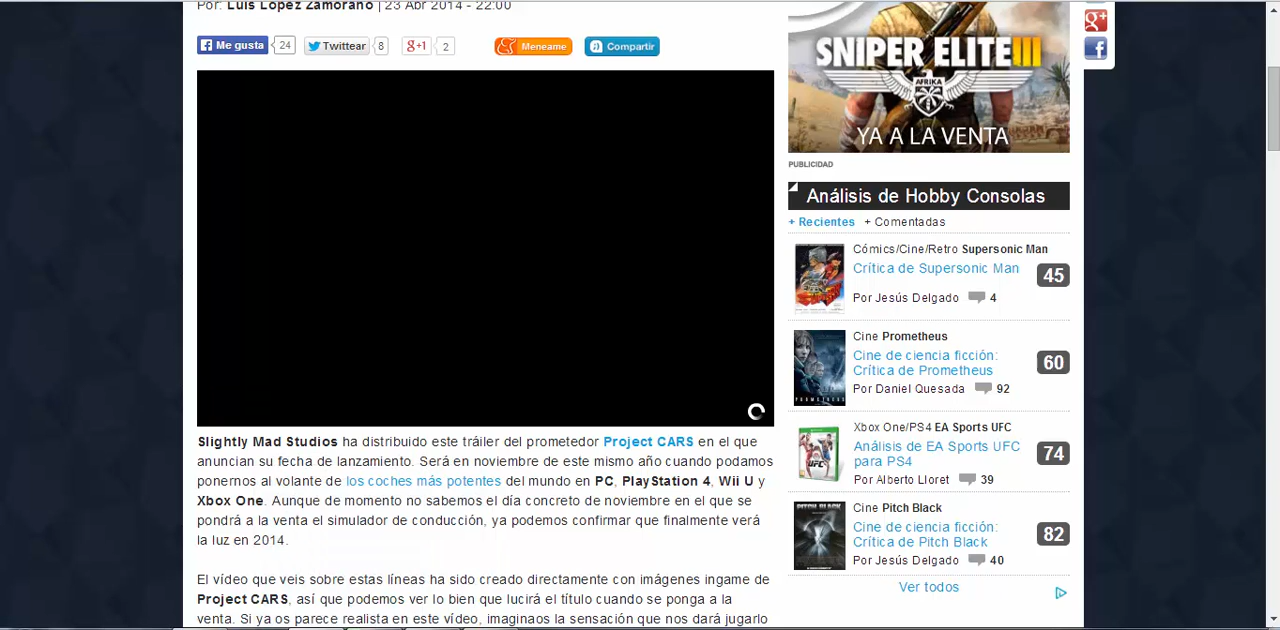 Por: Luis López Zamorano | 23 Abr 2014 - 22:00
Me gusta 24 Twittear 8 g+1 2 Meneame Compartir
Slightly Mad Studios ha distribuido este tráiler del prometedor Project CARS en el que
anuncian su fecha de lanzamiento. Será en noviembre de este mismo año cuando podamos
ponernos al volante de los coches más potentes del mundo en PC, PlayStation 4, Wii U y
Xbox One. Aunque de momento no sabemos el día concreto de noviembre en el que se
pondrá a la venta el simulador de conducción, ya podemos confirmar que finalmente verá
la luz en 2014.
El vídeo que veis sobre estas líneas ha sido creado directamente con imágenes ingame de
Project CARS, así que podemos ver lo bien que lucirá el título cuando se ponga a la
venta. Si ya os parece realista en este vídeo, imaginaos la sensación que nos dará jugarlo
SNIPER ELITE III
AFRIKA
YA A LA VENTA
PUBLICIDAD
Análisis de Hobby Consolas
+ Recientes + Comentadas
Cómics/Cine/Retro Supersonic Man
Crítica de Supersonic Man
45
Por Jesús Delgado 4
Cine Prometheus
Cine de ciencia ficción:
Crítica de Prometheus
60
Por Daniel Quesada 92
PROMETHEUS
Xbox One/PS4 EA Sports UFC
Análisis de EA Sports UFC
para PS4
74
Por Alberto Lloret 39
UFC
Cine Pitch Black
Cine de ciencia ficción:
Crítica de Pitch Black
82
Por Jesús Delgado 40
PITCH BLACK
Ver todos
g+
f